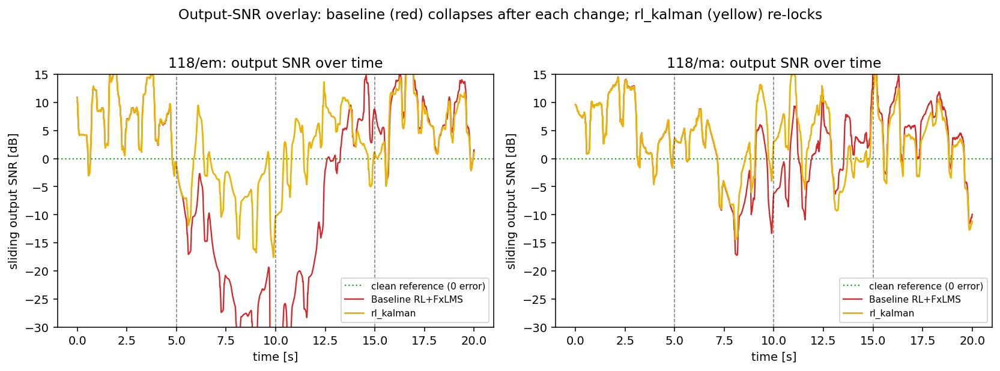 Output-SNR overlay: baseline (red) collapses after each change; rl_kalman (yellow) re-locks
118/em: output SNR over time
sliding output SNR [dB]
15
10
5
0
−5
−10
−15
−20
−25
−30
0.0 2.5 5.0 7.5 10.0 12.5 15.0 17.5 20.0
time [s]
clean reference (0 error)
Baseline RL+FxLMS
rl_kalman
118/ma: output SNR over time
sliding output SNR [dB]
15
10
5
0
−5
−10
−15
−20
−25
−30
0.0 2.5 5.0 7.5 10.0 12.5 15.0 17.5 20.0
time [s]
clean reference (0 error)
Baseline RL+FxLMS
rl_kalman